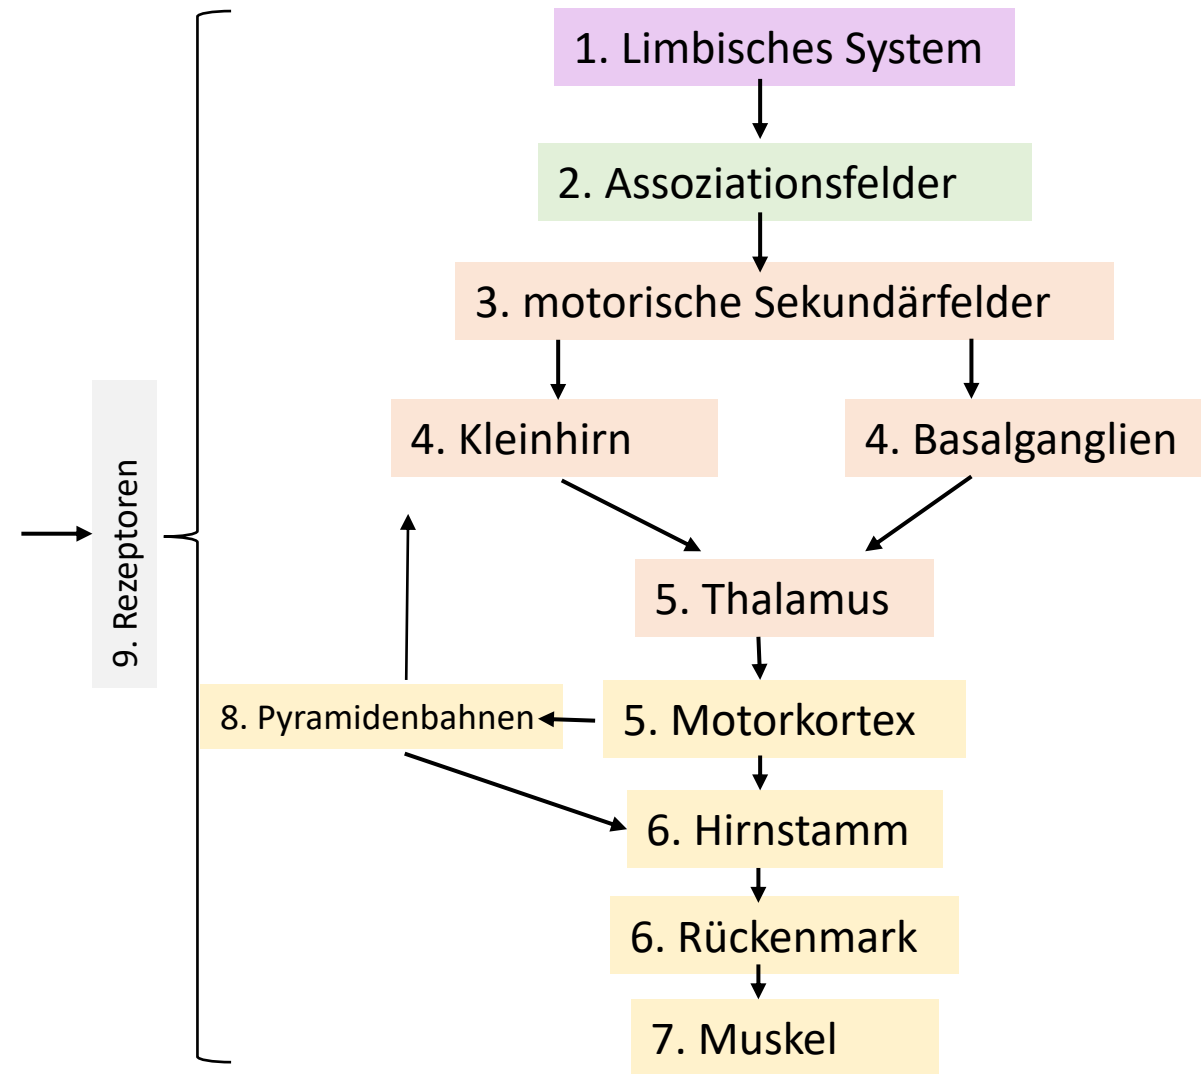 1. Limbisches System
2. Assoziationsfelder
3. motorische Sekundärfelder
4. Kleinhirn
4. Basalganglien
9. Rezeptoren
5. Thalamus
8. Pyramidenbahnen
5. Motorkortex
6. Hirnstamm
6. Rückenmark
7. Muskel